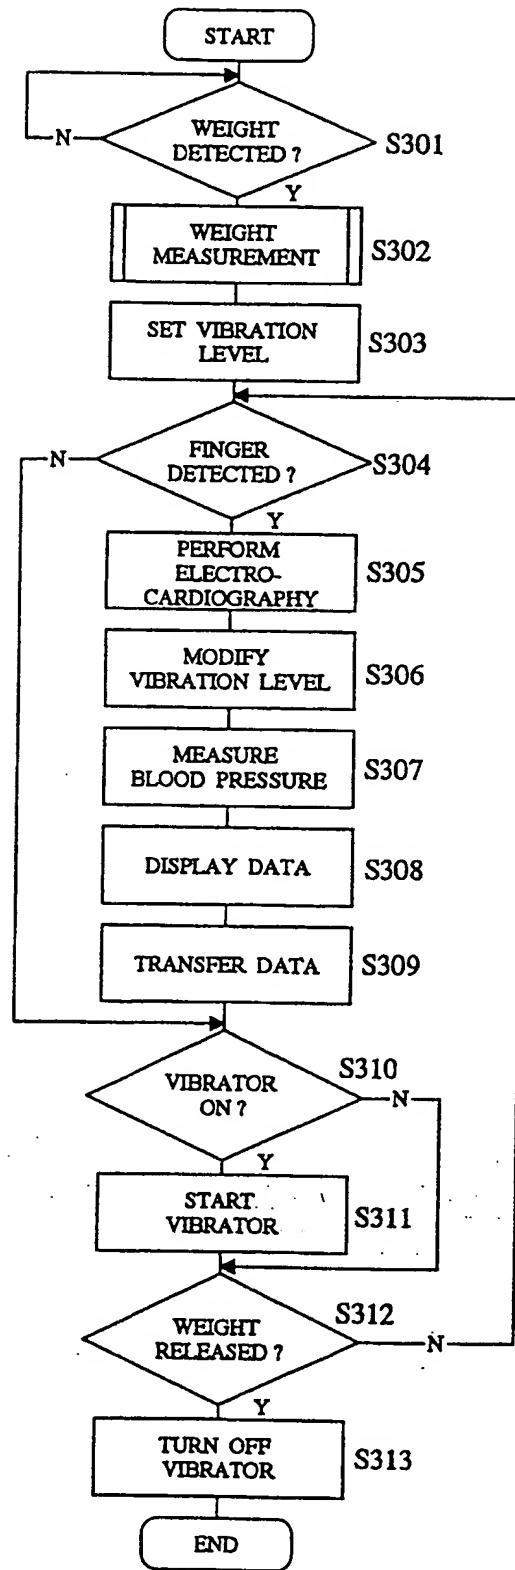 START
N
WEIGHT
DETECTED ?
S301
Y
WEIGHT
MEASUREMENT
S302
SET VIBRATION
LEVEL
S303
N
FINGER
DETECTED ?
S304
Y
PERFORM
ELECTRO-
CARDIOGRAPHY
S305
MODIFY
VIBRATION LEVEL
S306
MEASURE
BLOOD PRESSURE
S307
DISPLAY DATA
S308
TRANSFER DATA
S309
VIBRATOR
ON ?
S310
N
Y
START
VIBRATOR
S311
WEIGHT
RELEASED ?
S312
N
Y
TURN OFF
VIBRATOR
S313
END